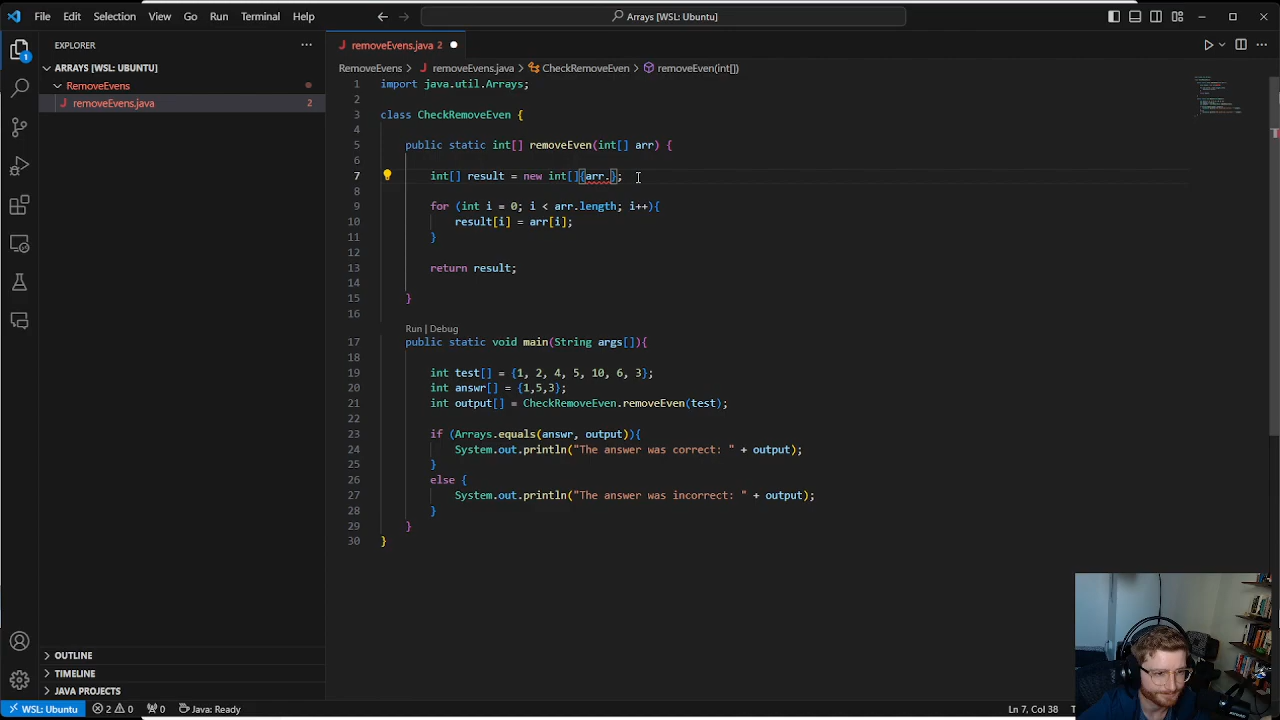 File Edit Selection View Go Run Terminal Help
Arrays [WSL: Ubuntu]
EXPLORER
removeEvens.java 2
ARRAYS [WSL: UBUNTU]
RemoveEvens > removeEvens.java > CheckRemoveEven > removeEven(int[])
RemoveEvens
removeEvens.java 2
1
1 import java.util.Arrays;
2
3 class CheckRemoveEven {
4
5 public static int[] removeEven(int[] arr) {
6
7 int[] result = new int[]{arr.};
8
9 for (int i = 0; i < arr.length; i++){
10 result[i] = arr[i];
11 }
12
13 return result;
14
15 }
16
Run | Debug
17 public static void main(String args[]){
18
19 int test[] = {1, 2, 4, 5, 10, 6, 3};
20 int answr[] = {1,5,3};
21 int output[] = CheckRemoveEven.removeEven(test);
22
23 if (Arrays.equals(answr, output)){
24 System.out.println("The answer was correct: " + output);
25 }
26 else {
27 System.out.println("The answer was incorrect: " + output);
28 }
29 }
30 }
OUTLINE
TIMELINE
JAVA PROJECTS
WSL: Ubuntu 2 0 0 Java: Ready Ln 7, Col 38